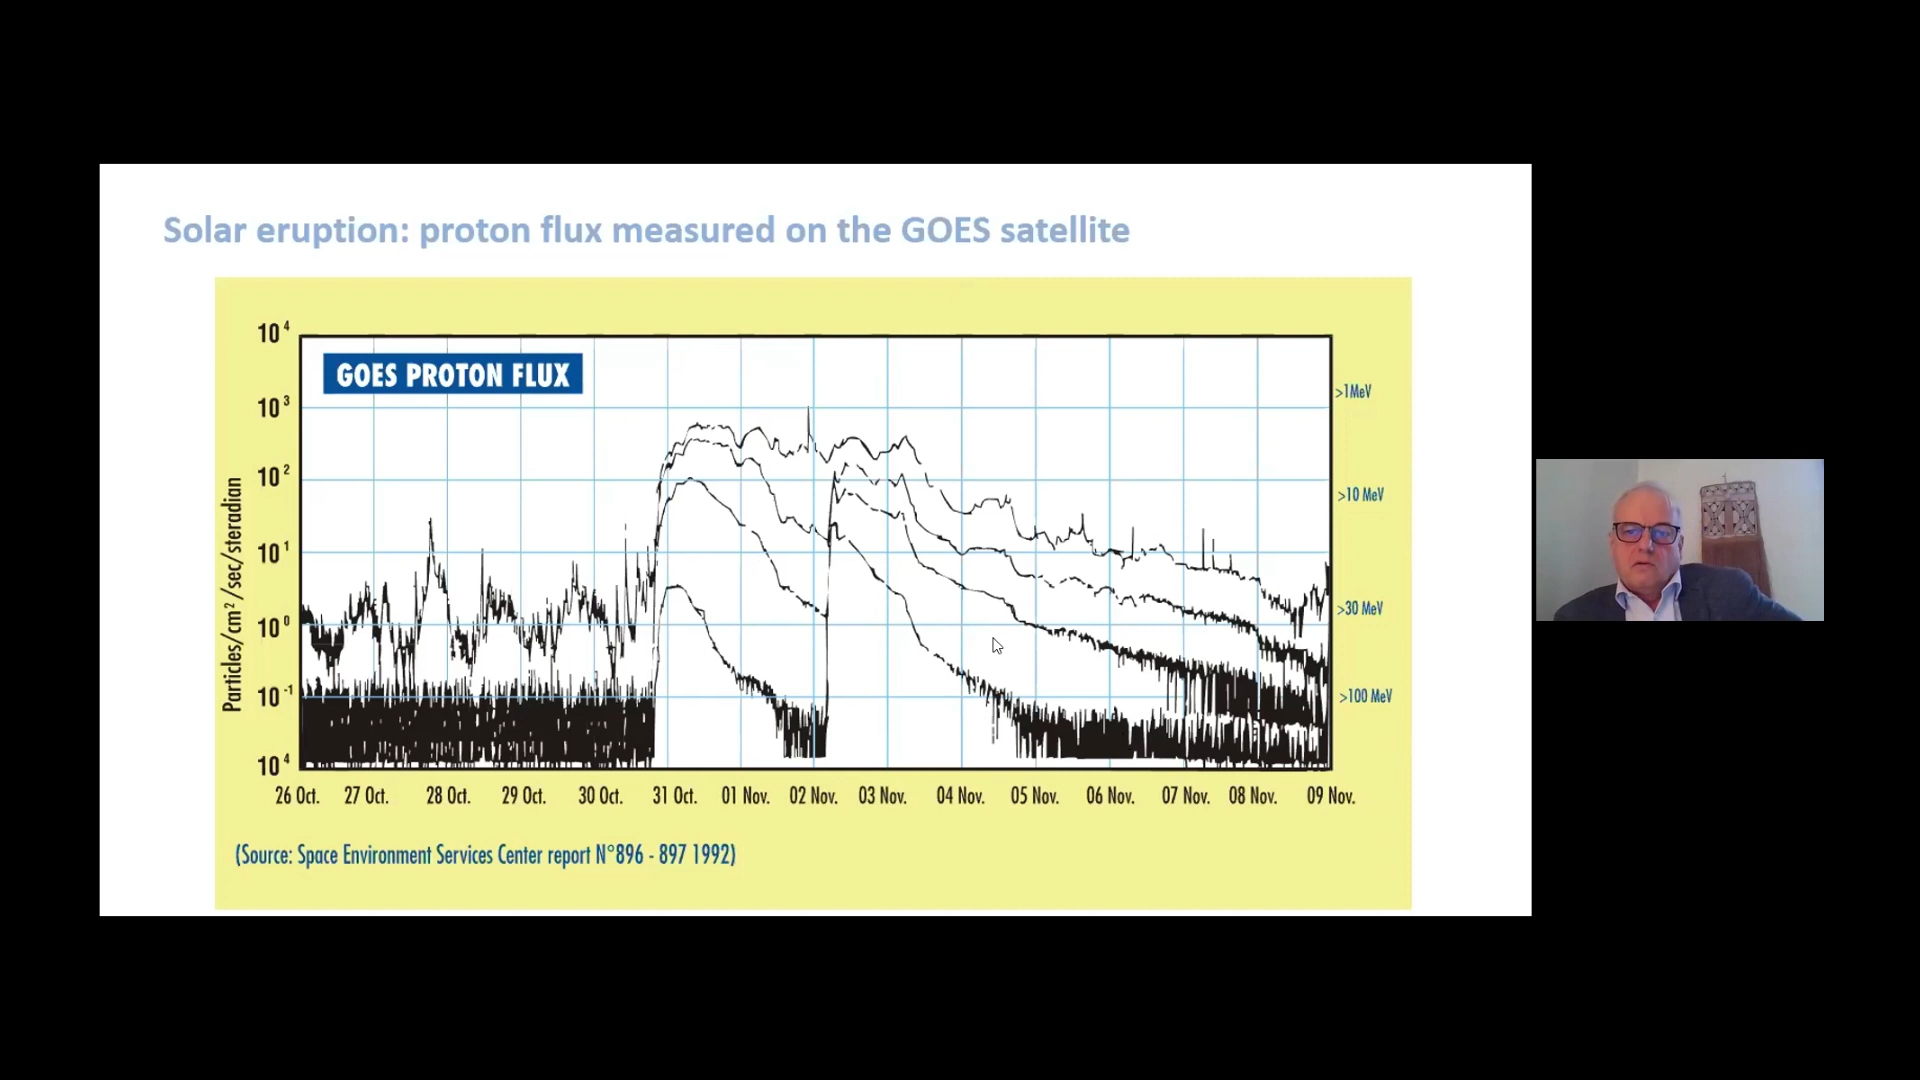 Solar eruption: proton flux measured on the GOES satellite
GOES PROTON FLUX
Particles/cm²/sec/steradian
10⁴
10³
10²
10¹
10⁰
10⁻¹
10⁴
>1MeV
>10 MeV
>30 MeV
>100 MeV
26 Oct. 27 Oct. 28 Oct. 29 Oct. 30 Oct. 31 Oct. 01 Nov. 02 Nov. 03 Nov. 04 Nov. 05 Nov. 06 Nov. 07 Nov. 08 Nov. 09 Nov.
(Source: Space Environment Services Center report N°896 - 897 1992)